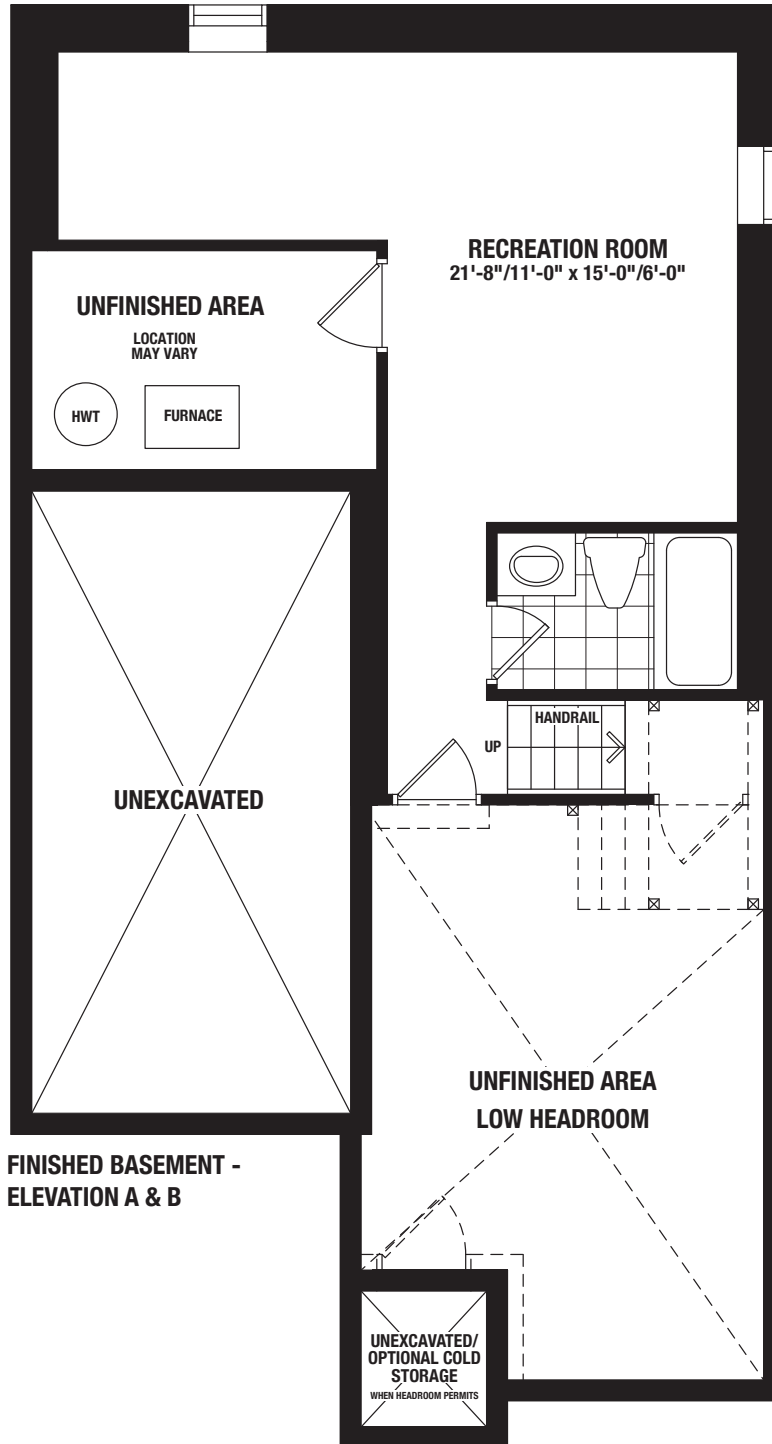 RECREATION ROOM
21'-8"/11'-0" x 15'-0"/6'-0"
UNFINISHED AREA
LOCATION
MAY VARY
HWT
FURNACE
HANDRAIL
UP
UNEXCAVATED
UNFINISHED AREA
LOW HEADROOM
FINISHED BASEMENT -
ELEVATION A & B
UNEXCAVATED/
OPTIONAL COLD
STORAGE
WHEN HEADROOM PERMITS